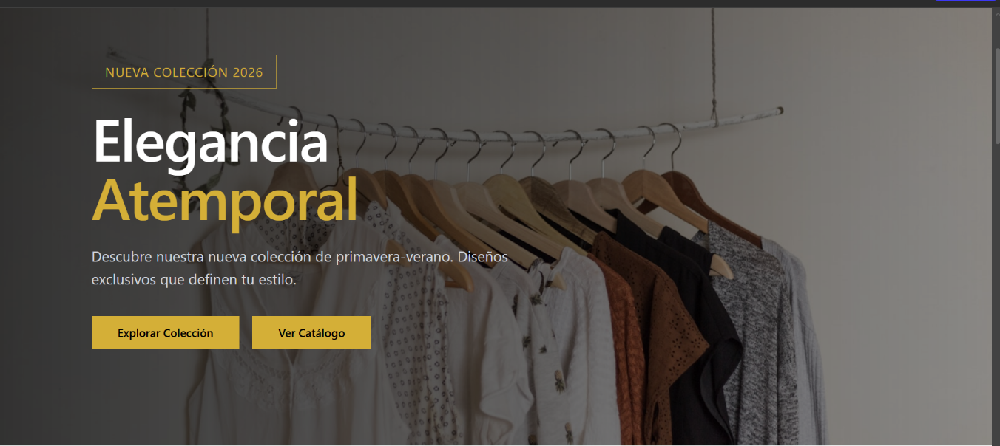 NUEVA COLECCIÓN 2026
Elegancia
Atemporal
Descubre nuestra nueva colección de primavera-verano. Diseños
exclusivos que definen tu estilo.
Explorar Colección
Ver Catálogo